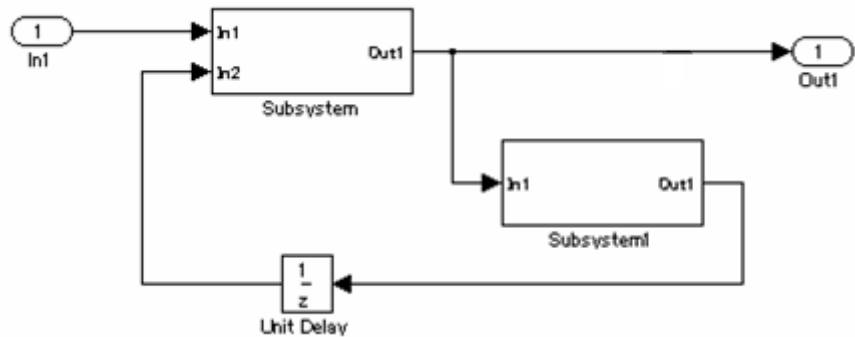 1
In1
In1
In2
Out1
Subsystem
1
Out1
In1
Out1
Subsystem1
1
z
Unit Delay